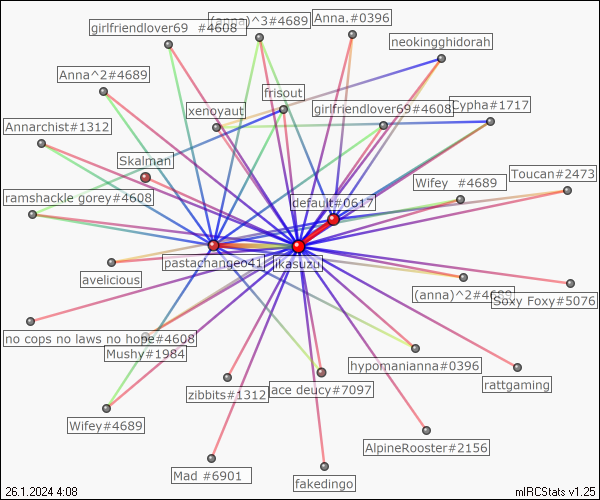 girlfriendlover69 #4608
(anna)^3#4689
Anna.#0396
neokingghidorah
Anna^2#4689
frisout
xenoyaut
girlfriendlover69#4608
Cypha#1717
Annarchist#1312
Skalman
Toucan#2473
Wifey #4689
ramshackle gorey#4608
default#0617
pastachangeo41
ikasuzu
avelicious
(anna)^2#4689
Soxy Foxy#5076
no cops no laws no hope#4608
Mushy#1984
hypomanianna#0396
rattgaming
zibbits#1312
ace deucy#7097
Wifey#4689
AlpineRooster#2156
Mad #6901
fakedingo
26.1.2024 4:08
mIRCStats v1.25